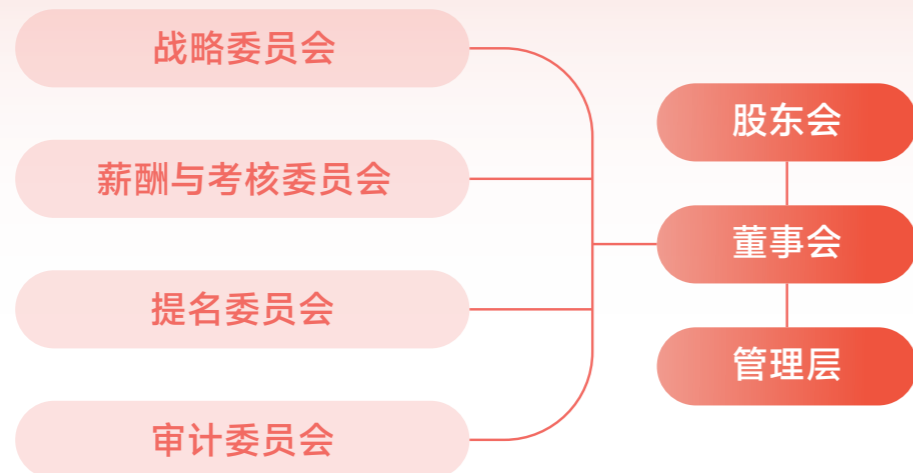 战略委员会
薪酬与考核委员会
提名委员会
审计委员会
股东会
董事会
管理层